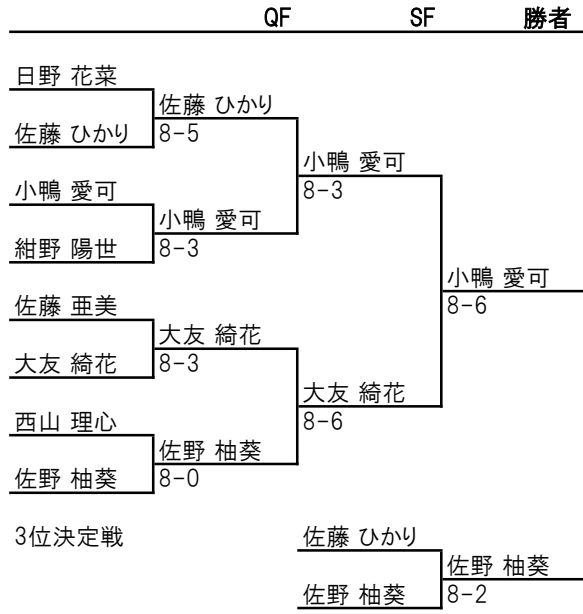 QF SF 勝者
日野 花菜
佐藤 ひかり
佐藤 ひかり 8-5
小鴨 愛可
8-3
小鴨 愛可
小鴨 愛可
紺野 陽世 8-3
小鴨 愛可
佐藤 亜美 8-6
大友 綺花
大友 綺花 8-3
大友 綺花
西山 理心 8-6
佐野 柚葵
佐野 柚葵 8-0
3位決定戦 佐藤 ひかり
佐野 柚葵
佐野 柚葵 8-2